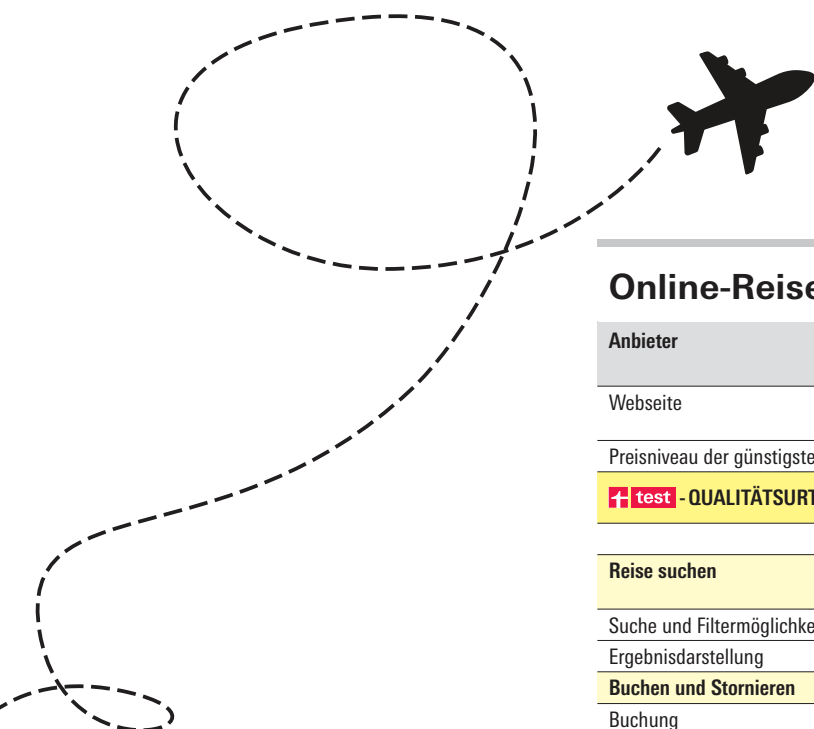 Online-Reise
Anbieter
Webseite
Preisniveau der günstigste
test - QUALITÄTSURT
Reise suchen
Suche und Filtermöglichke
Ergebnisdarstellung
Buchen und Stornieren
Buchung